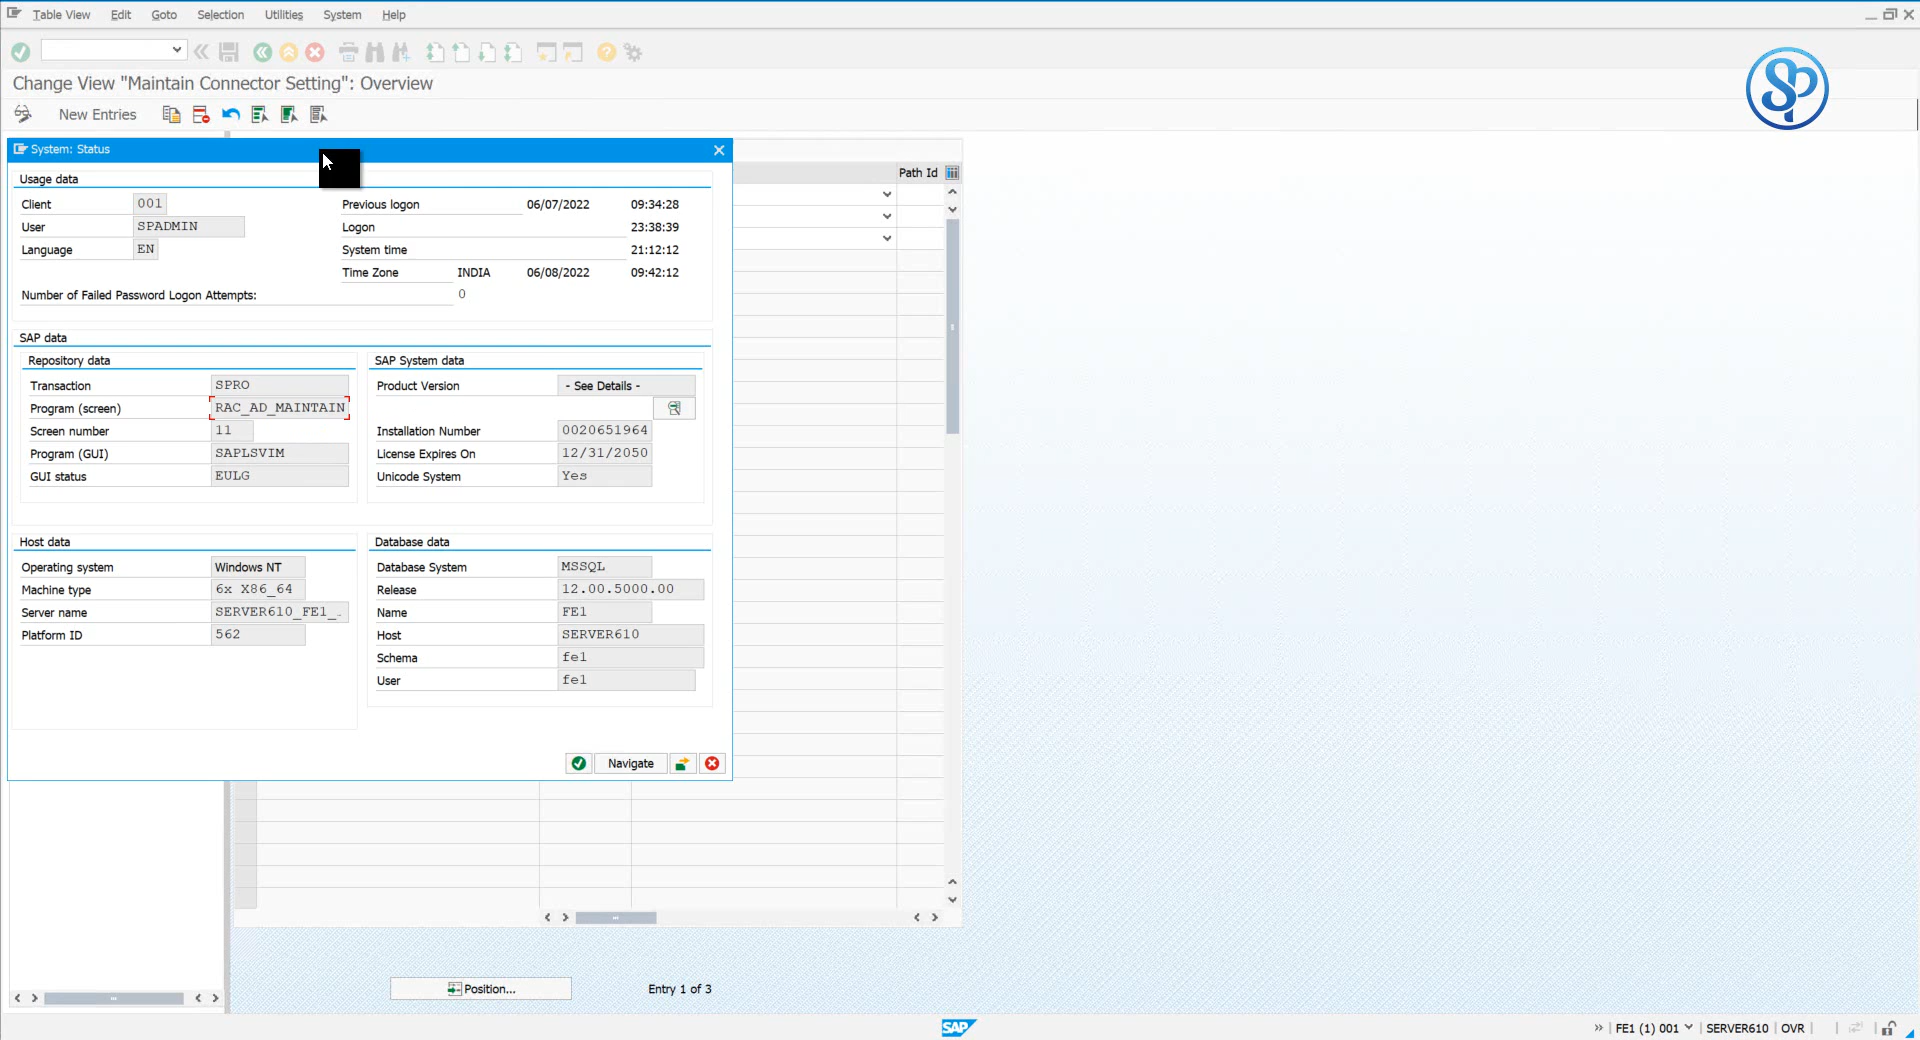 Table View Edit Goto Selection Utilities System Help
Change View "Maintain Connector Setting": Overview
New Entries
SP
System: Status
Path Id
Usage data
Client 001 Previous logon 06/07/2022 09:34:28
User SPADMIN Logon 23:38:39
Language EN System time 21:12:12
Time Zone INDIA 06/08/2022 09:42:12
Number of Failed Password Logon Attempts: 0
SAP data
Repository data SAP System data
Transaction SPRO Product Version - See Details -
Program (screen) RAC_AD_MAINTAIN
Screen number 11 Installation Number 0020651964
Program (GUI) SAPLSVIM License Expires On 12/31/2050
GUI status EULG Unicode System Yes
Host data Database data
Operating system Windows NT Database System MSSQL
Machine type 6x X86_64 Release 12.00.5000.00
Server name SERVER610_FE1_ Name FE1
Platform ID 562 Host SERVER610
Schema fe1
User fe1
Navigate
Position... Entry 1 of 3
SAP FE1 (1) 001 SERVER610 OVR